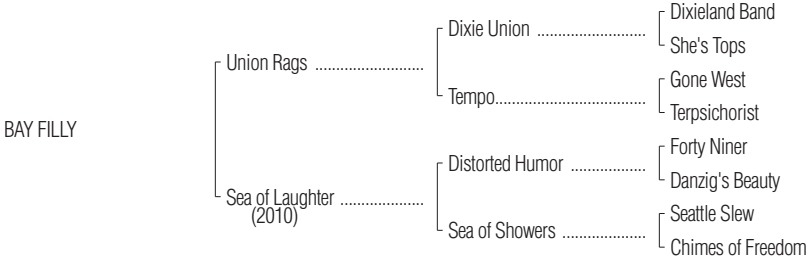 Dixieland Band
Dixie Union ..........................
She's Tops
Union Rags ..........................
Gone West
Tempo....................................
Terpsichorist
BAY FILLY
Forty Niner
Distorted Humor ..................
Danzig's Beauty
Sea of Laughter ....................
(2010)
Seattle Slew
Sea of Showers ....................
Chimes of Freedom